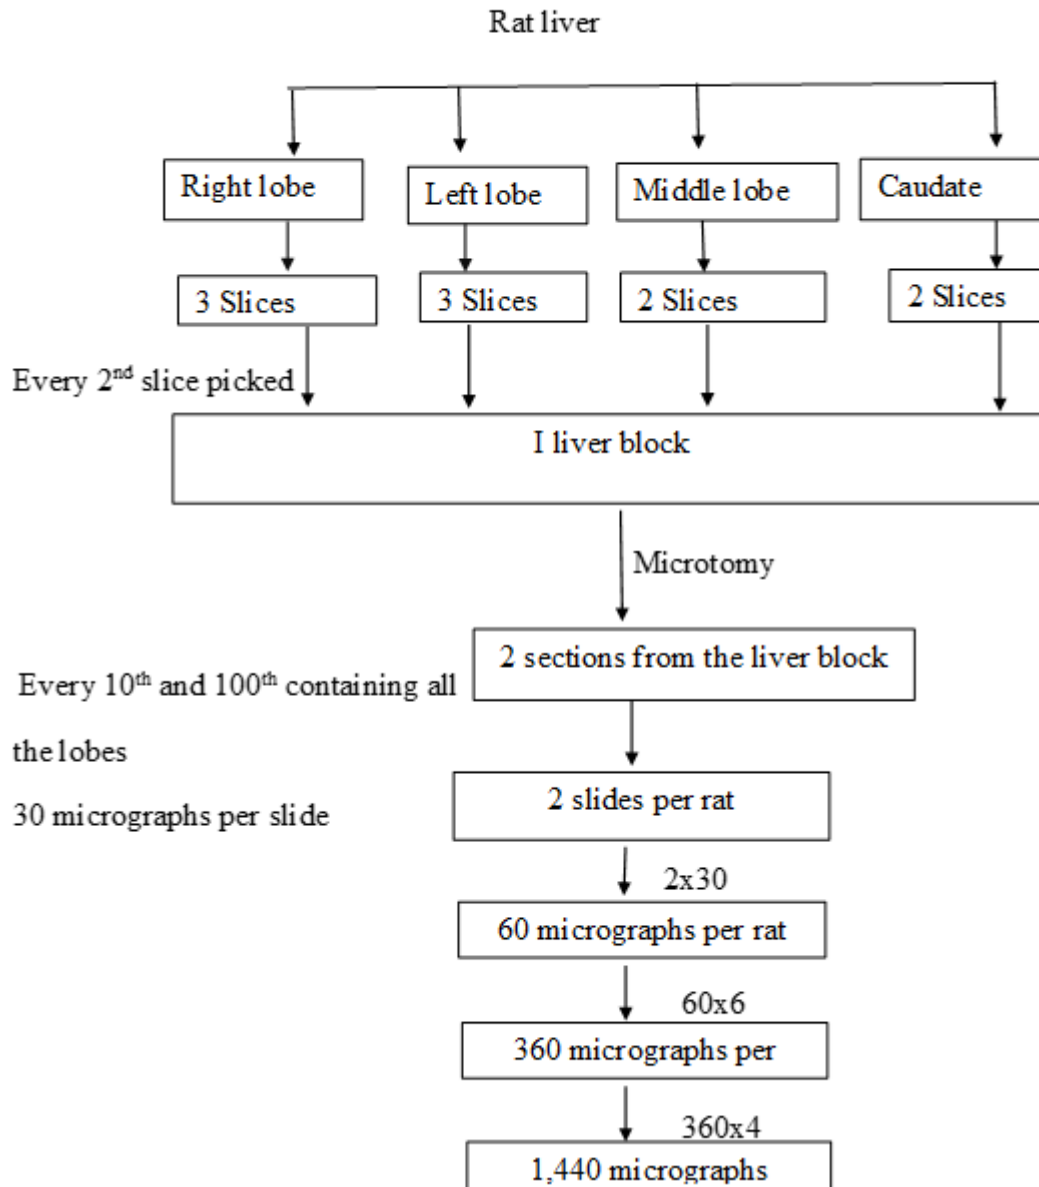 Rat liver
Right lobe
Left lobe
Middle lobe
Caudate
3 Slices
3 Slices
2 Slices
2 Slices
Every 2nd slice picked
I liver block
Microtomy
2 sections from the liver block
Every 10th and 100th containing all
the lobes
30 micrographs per slide
2 slides per rat
2x30
60 micrographs per rat
60x6
360 micrographs per
360x4
1,440 micrographs